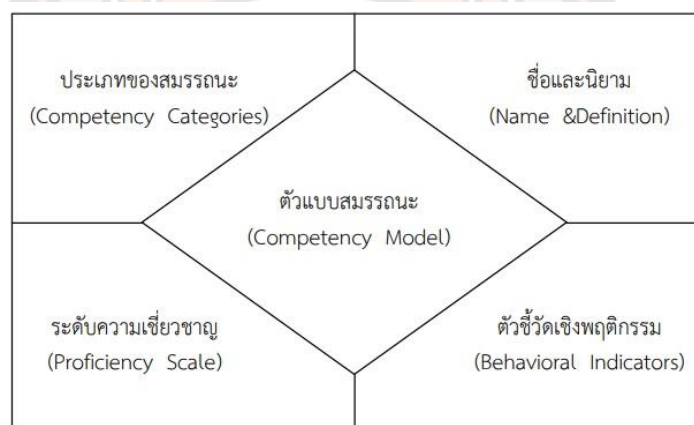 ประเภทของสมรรถนะ
(Competency Categories)
ชื่อและนิยาม
(Name &Definition)
ตัวแบบสมรรถนะ
(Competency Model)
ระดับความเชี่ยวชาญ
(Proficiency Scale)
ตัวชี้วัดเชิงพฤติกรรม
(Behavioral Indicators)